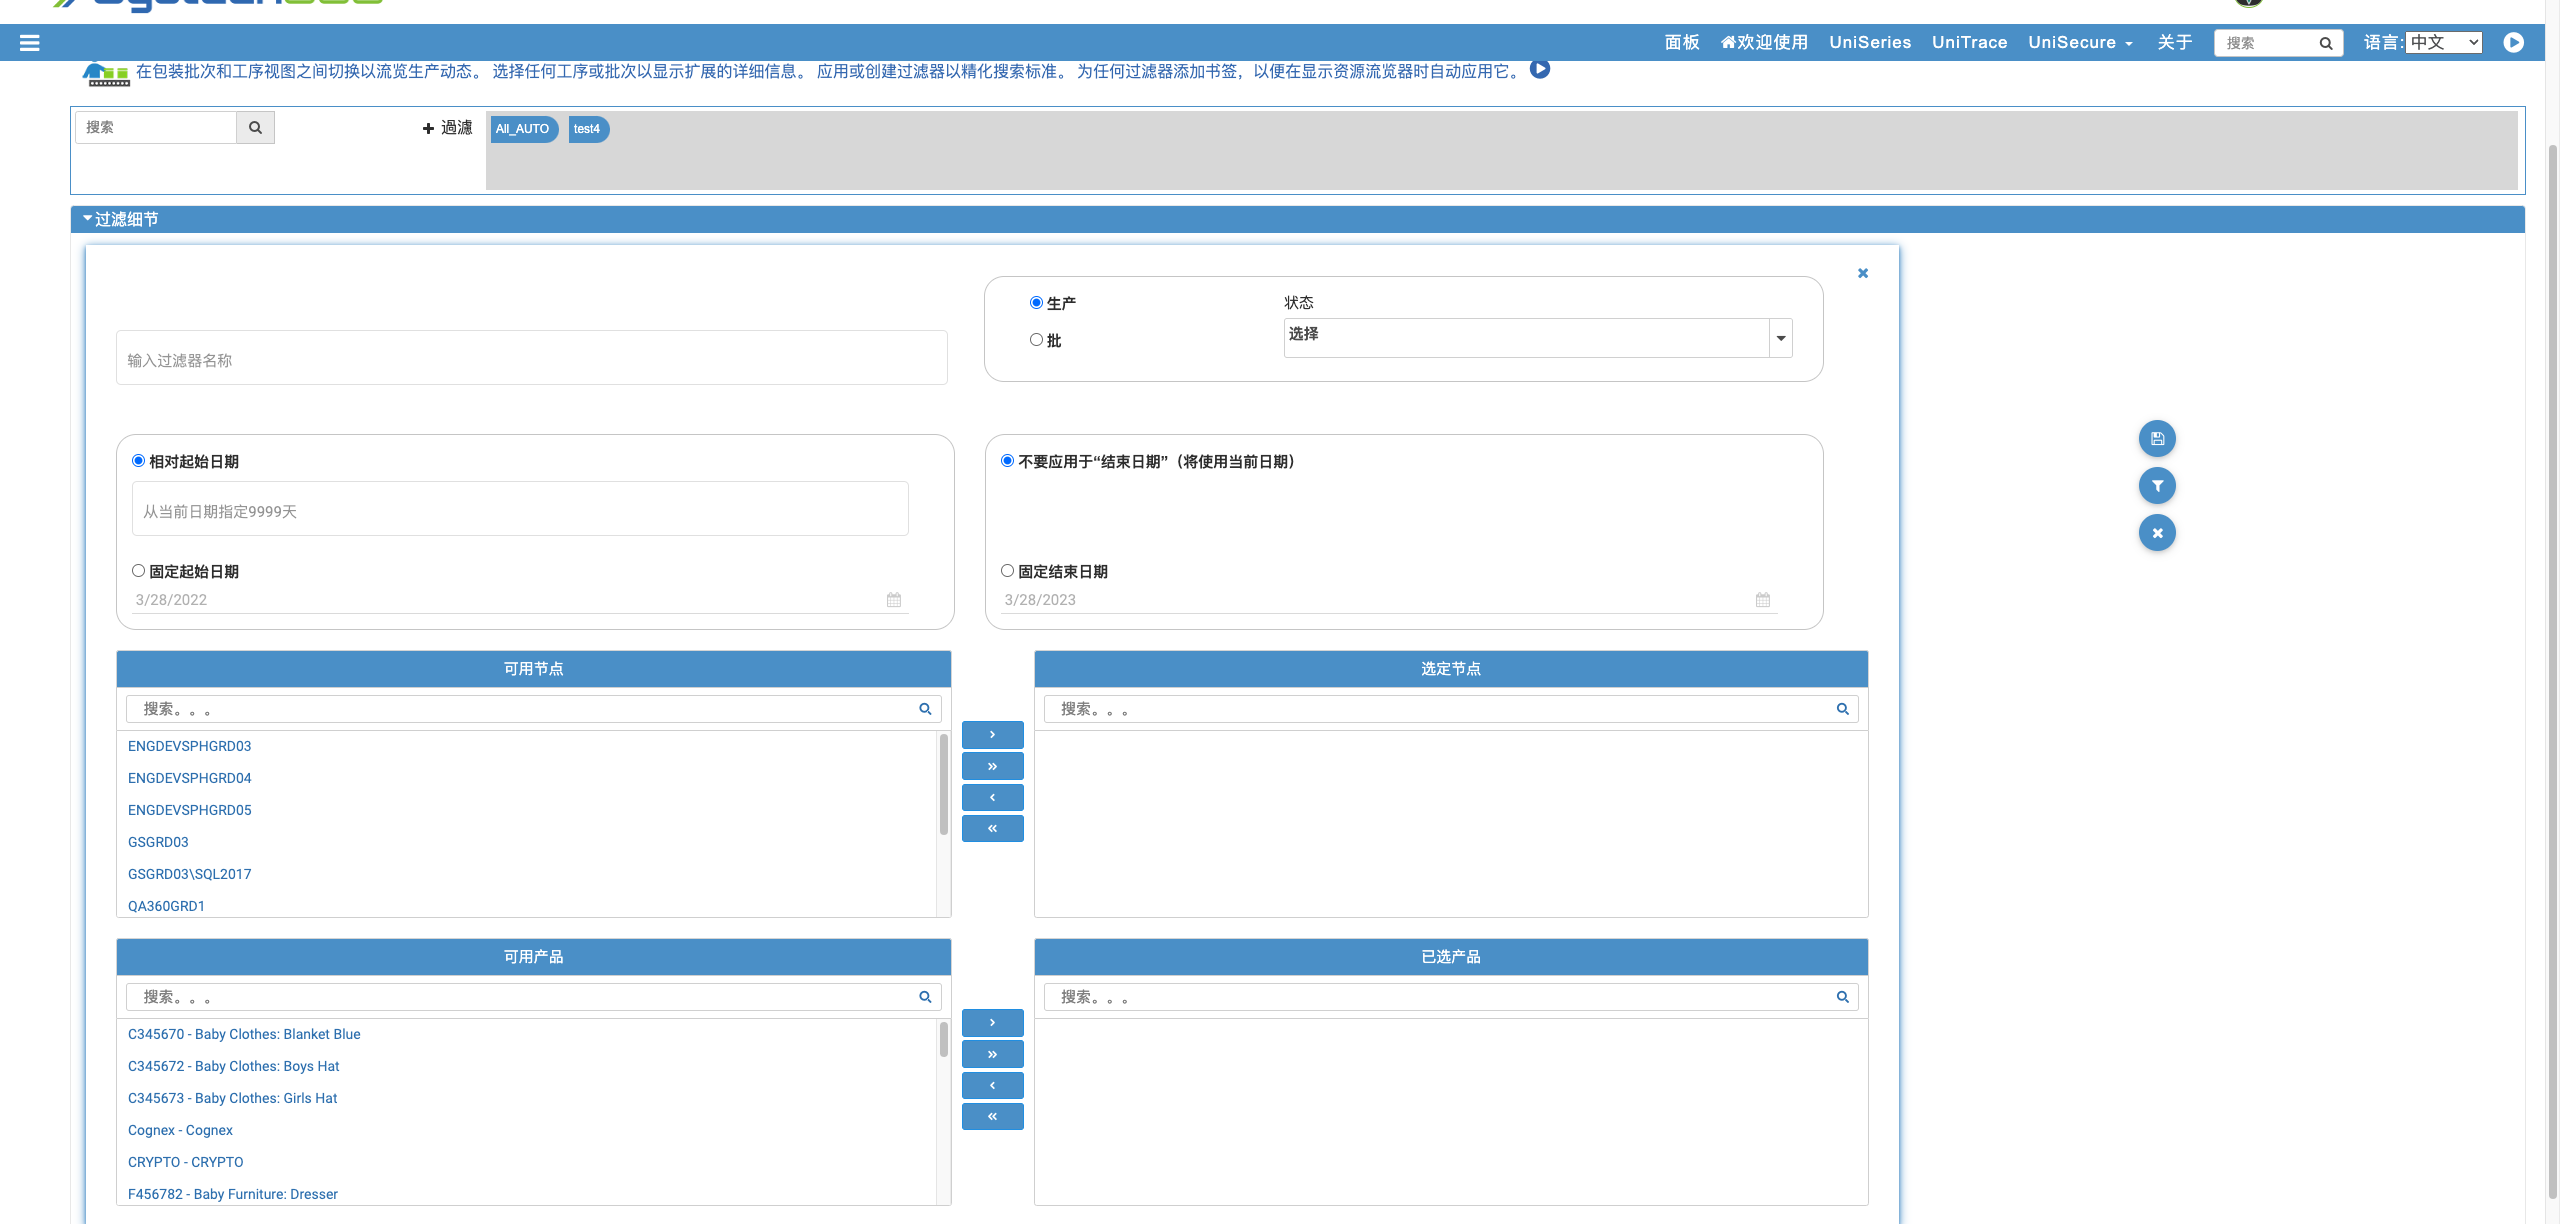 面板 欢迎使用 UniSeries UniTrace UniSecure 关于 搜索 语言: 中文
在包装批次和工序视图之间切换以流览生产动态。 选择任何工序或批次以显示扩展的详细信息。 应用或创建过滤器以精化搜索标准。 为任何过滤器添加书签，以便在显示资源流览器时自动应用它。
搜索 + 過濾 All_AUTO test4
过滤细节
生产 状态
选择
批
输入过滤器名称
相对起始日期 不要应用于“结束日期”（将使用当前日期）
从当前日期指定9999天
固定起始日期 固定结束日期
3/28/2022 3/28/2023
可用节点 选定节点
搜索。。。 搜索。。。
ENGDEVSPHGRD03
ENGDEVSPHGRD04
ENGDEVSPHGRD05
GSGRD03
GSGRD03\SQL2017
QA360GRD1
可用产品 已选产品
搜索。。。 搜索。。。
C345670 - Baby Clothes: Blanket Blue
C345672 - Baby Clothes: Boys Hat
C345673 - Baby Clothes: Girls Hat
Cognex - Cognex
CRYPTO - CRYPTO
F456782 - Baby Furniture: Dresser